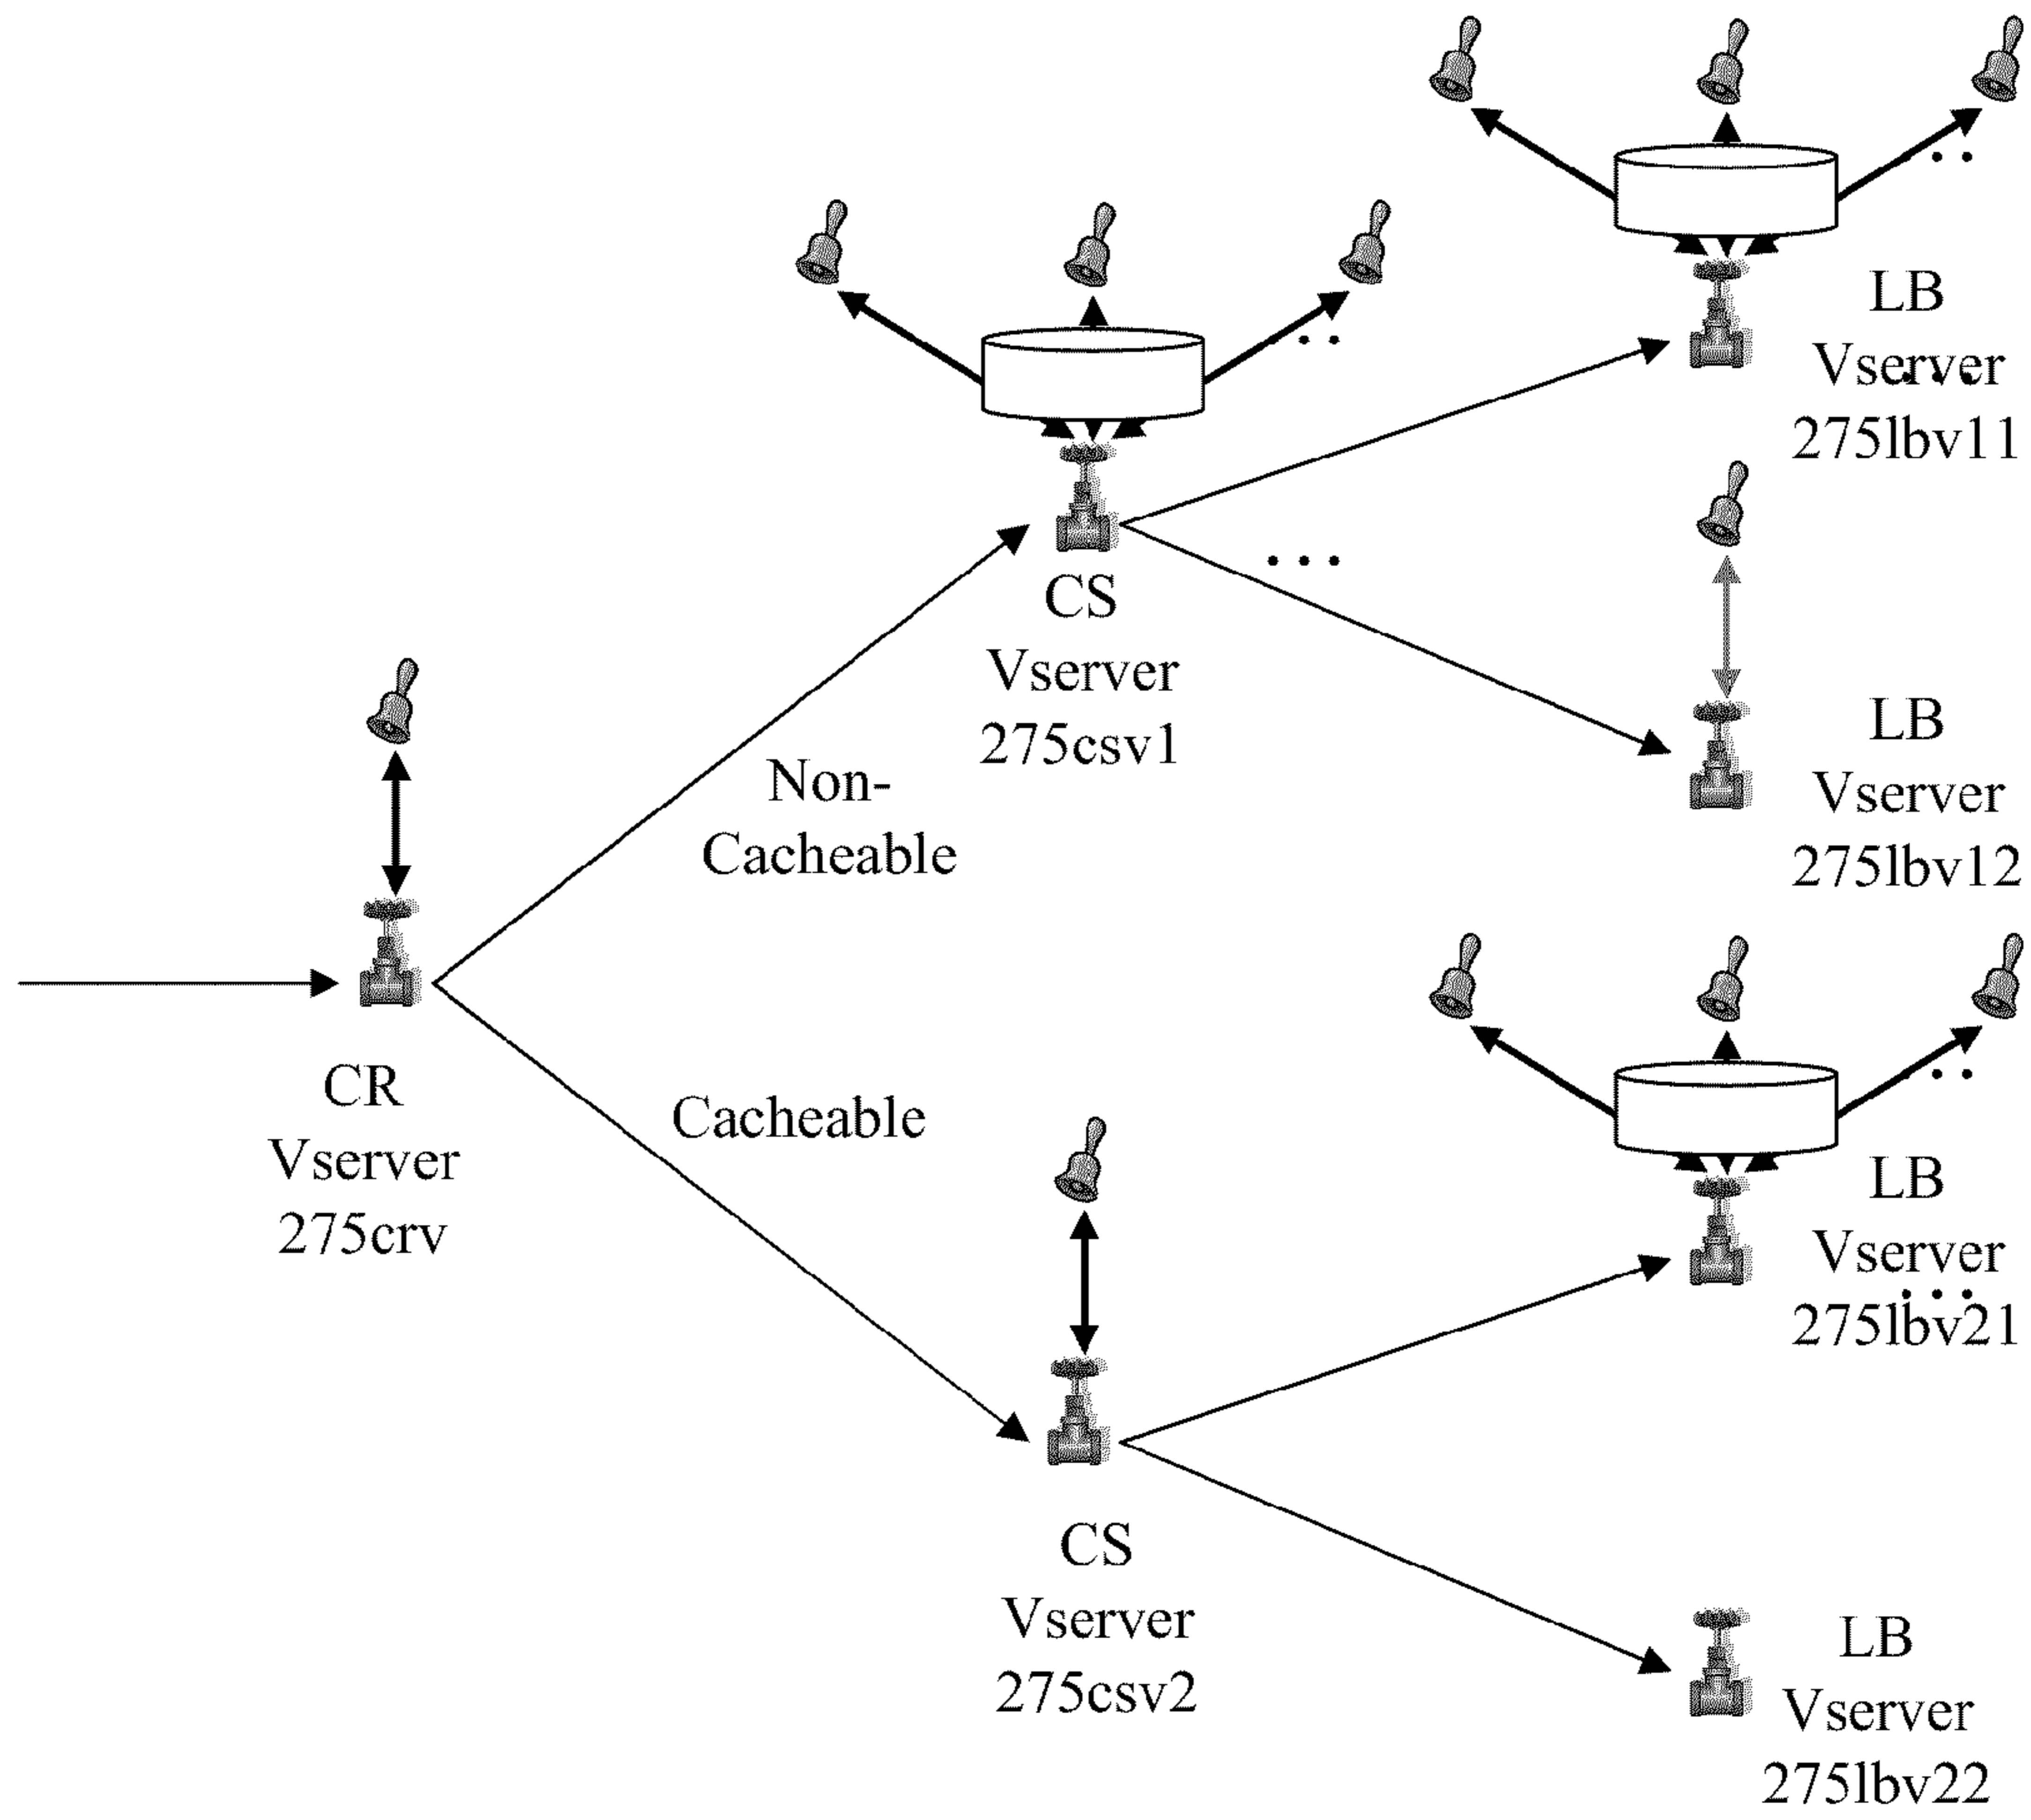 LB
Vserver
275lbv11
CS
Vserver
275csv1
LB
Vserver
275lbv12
Non-
Cacheable
CR
Vserver
275crv
Cacheable
LB
Vserver
275lbv21
CS
Vserver
275csv2
LB
Vserver
275lbv22